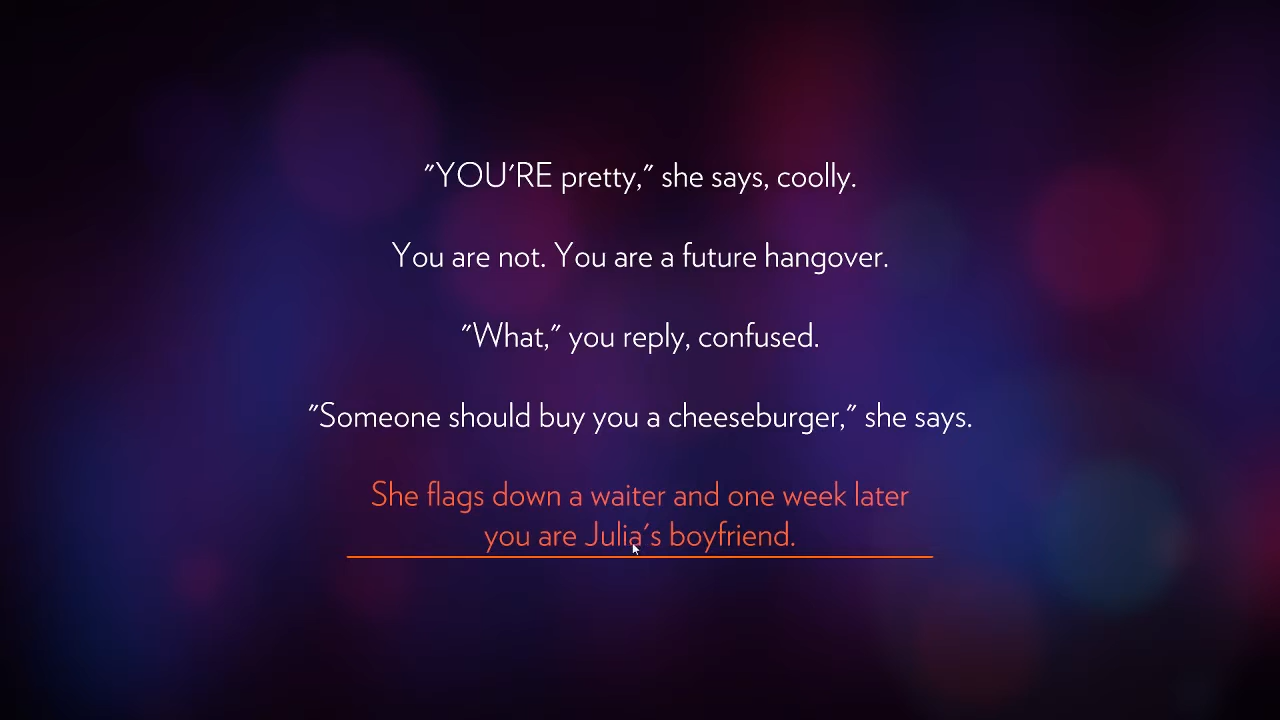 "YOU'RE pretty," she says, coolly.
You are not. You are a future hangover.
"What," you reply, confused.
"Someone should buy you a cheeseburger," she says.
She flags down a waiter and one week later
you are Julia's boyfriend.